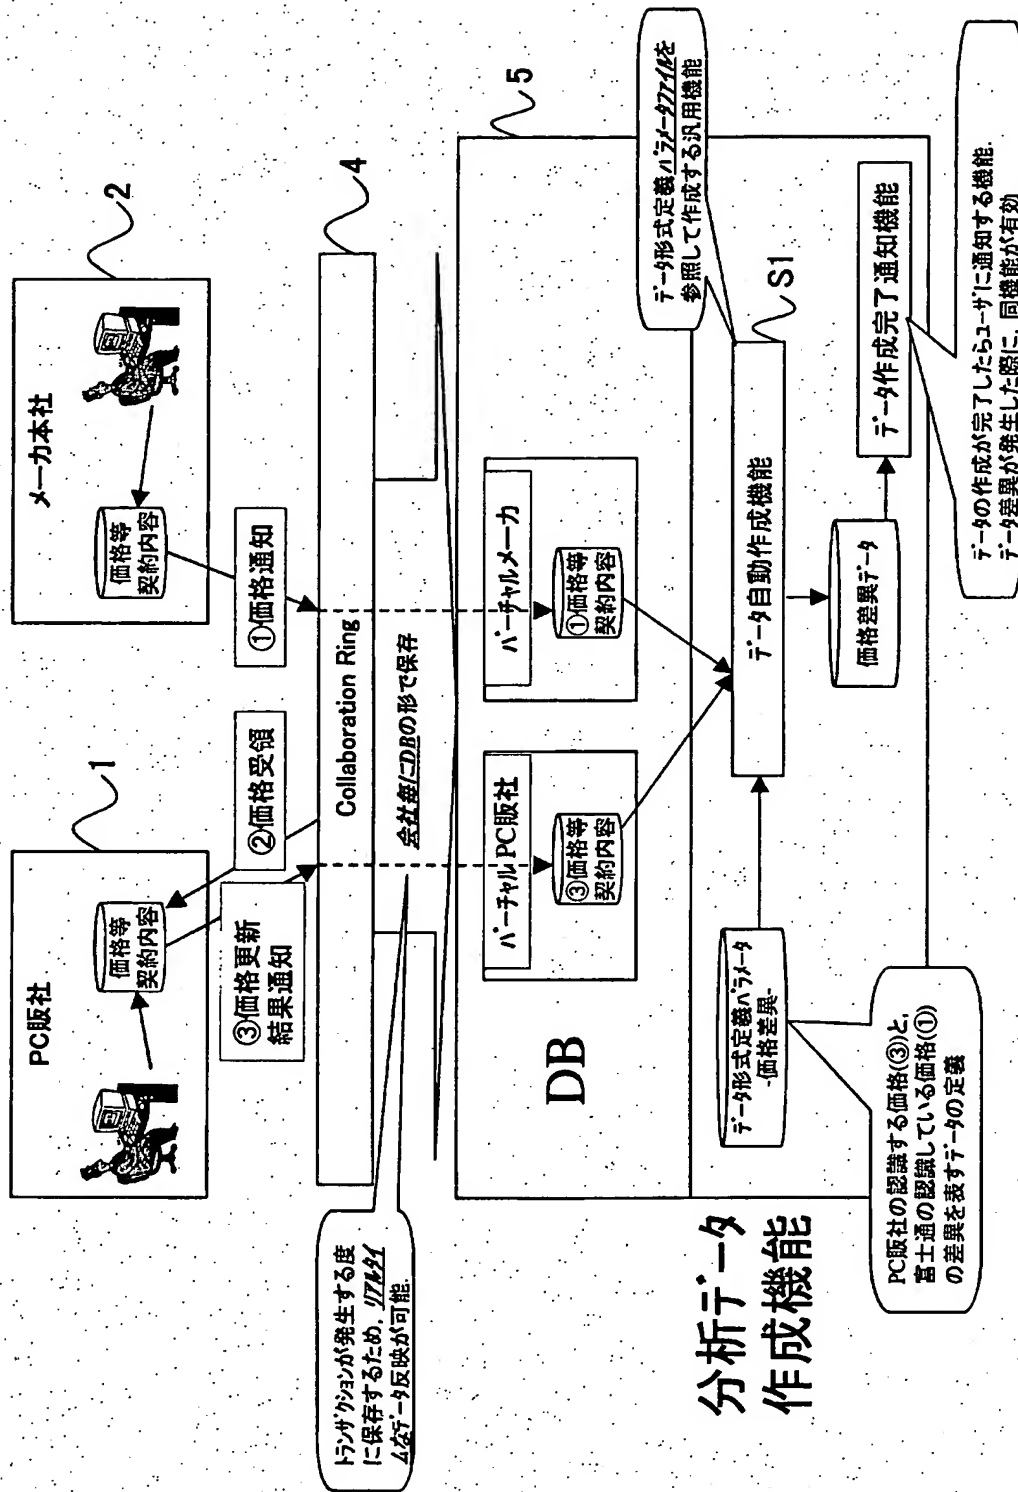 PC販社
1
価格等
契約内容
メーカ本社
2
価格等
契約内容
③価格更新
結果通知
②価格受領
①価格通知
Collaboration Ring
4
トランザクションが発生する度
に保存するため、リアルタイ
ムなデータ反映が可能.
会社毎にDBの形で保存
DB
5
バーチャルPC販社
③価格等
契約内容
バーチャルメーカ
①価格等
契約内容
データ形式定義パラメータファイルを
参照して作成する汎用機能
分析データ
作成機能
データ形式定義パラメータ
-価格差異-
データ自動作成機能
S1
価格差異データ
データ作成完了通知機能
PC販社の認識する価格(③)と、
富士通の認識している価格(①)
の差異を表すデータの定義
データの作成が完了したらユーザに通知する機能.
データ差異が発生した際に、同機能が有効